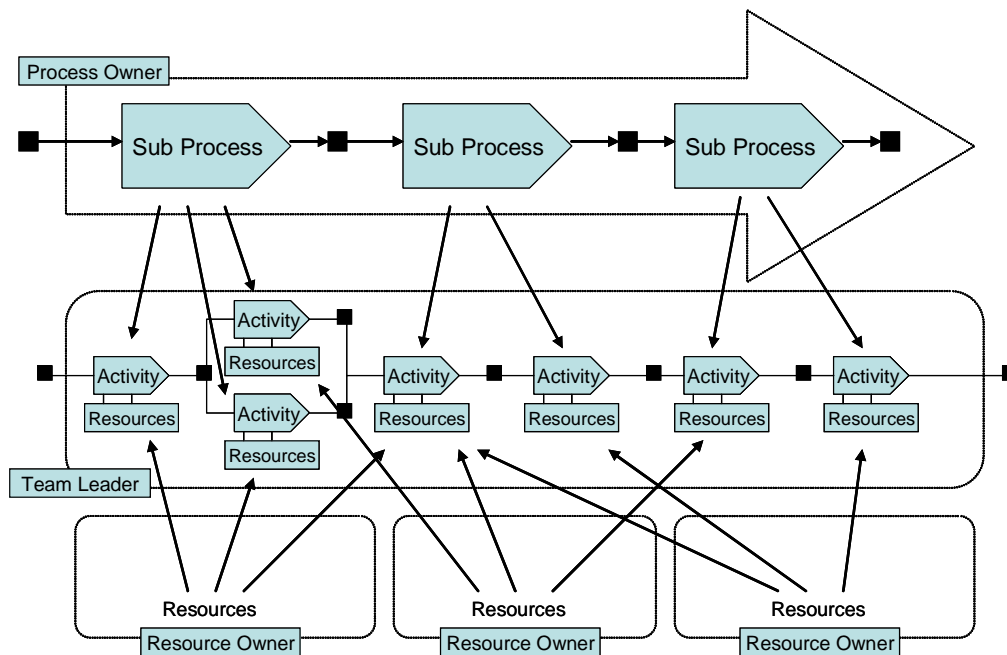 Process Owner
Sub Process
Sub Process
Sub Process
Activity
Resources
Activity
Resources
Activity
Resources
Activity
Resources
Activity
Resources
Activity
Resources
Activity
Resources
Team Leader
Resources
Resource Owner
Resources
Resource Owner
Resources
Resource Owner